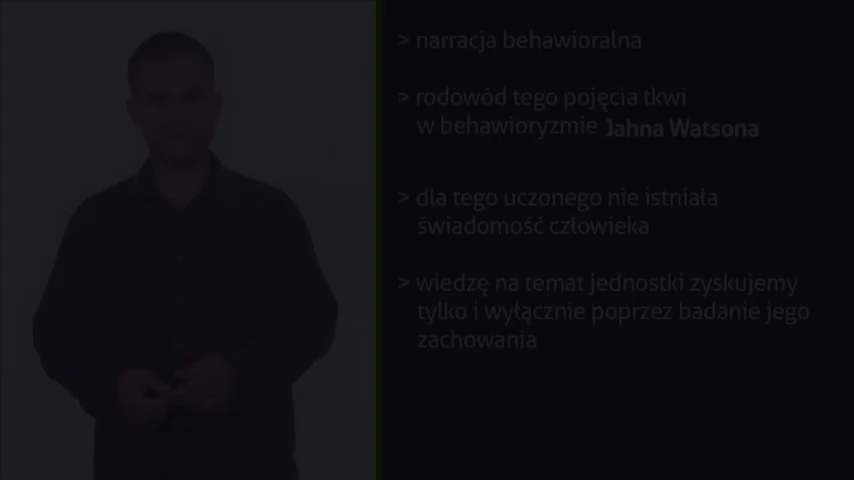 > narracja behawioralna
> rodowód tego pojęcia tkwi
w behawioryzmie Jahna Watsona
> dla tego uczonego nie istniała
świadomość człowieka
> wiedzę na temat jednostki zyskujemy
tylko i wyłącznie poprzez badanie jego
zachowania